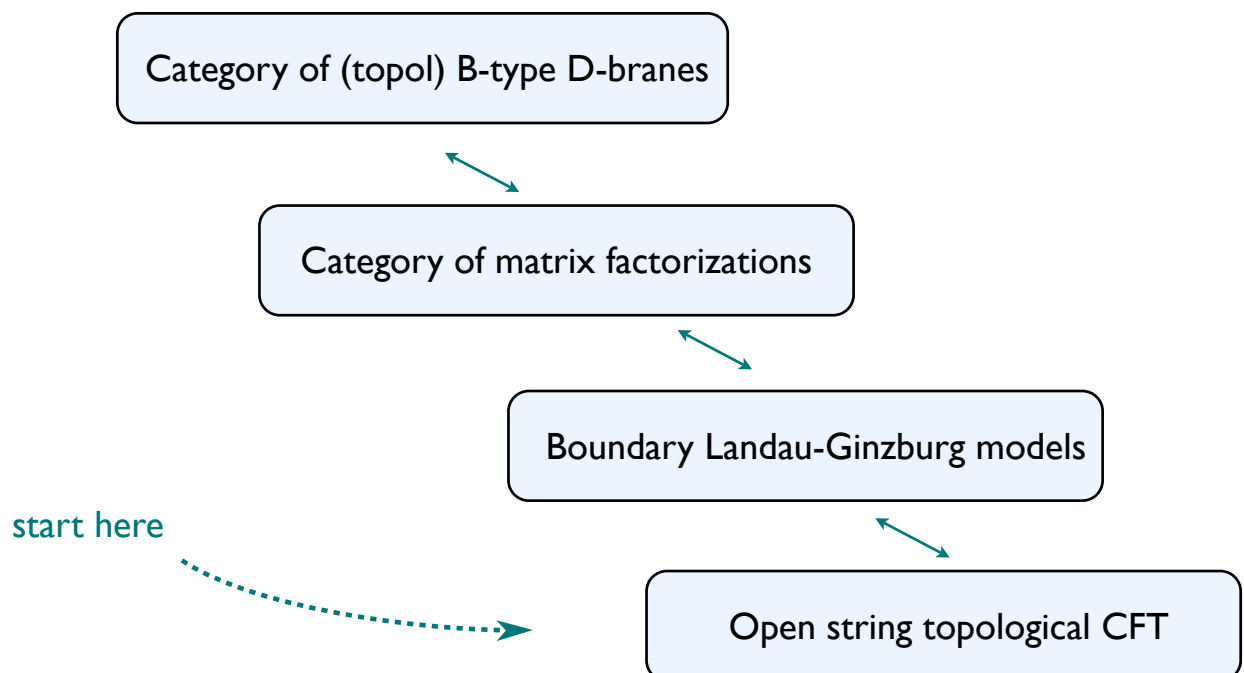 Category of (topol) B-type D-branes
Category of matrix factorizations
Boundary Landau-Ginzburg models
start here
Open string topological CFT